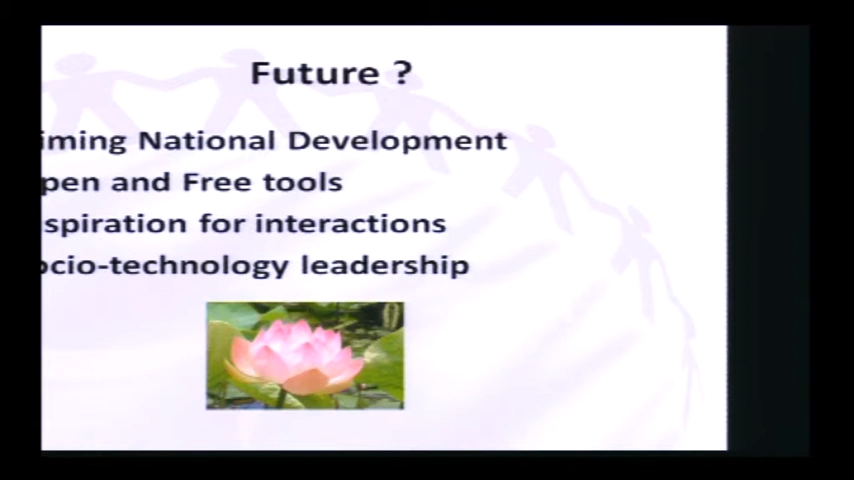 Future ?
iming National Development
pen and Free tools
spiration for interactions
ocio-technology leadership